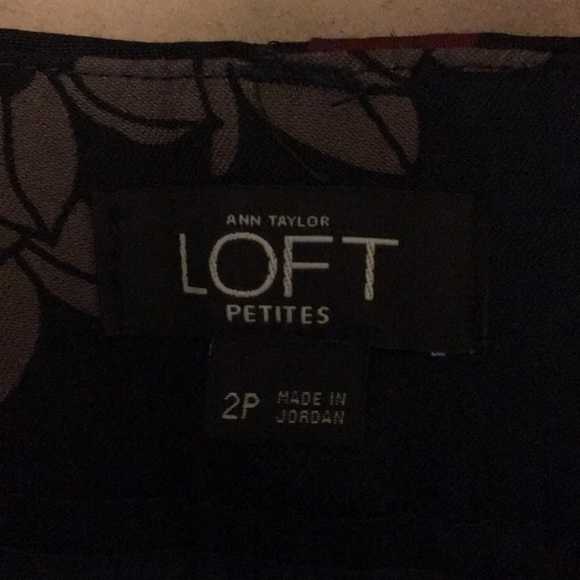 ANN TAYLOR
LOFT
PETITES
2P
MADE IN
JORDAN